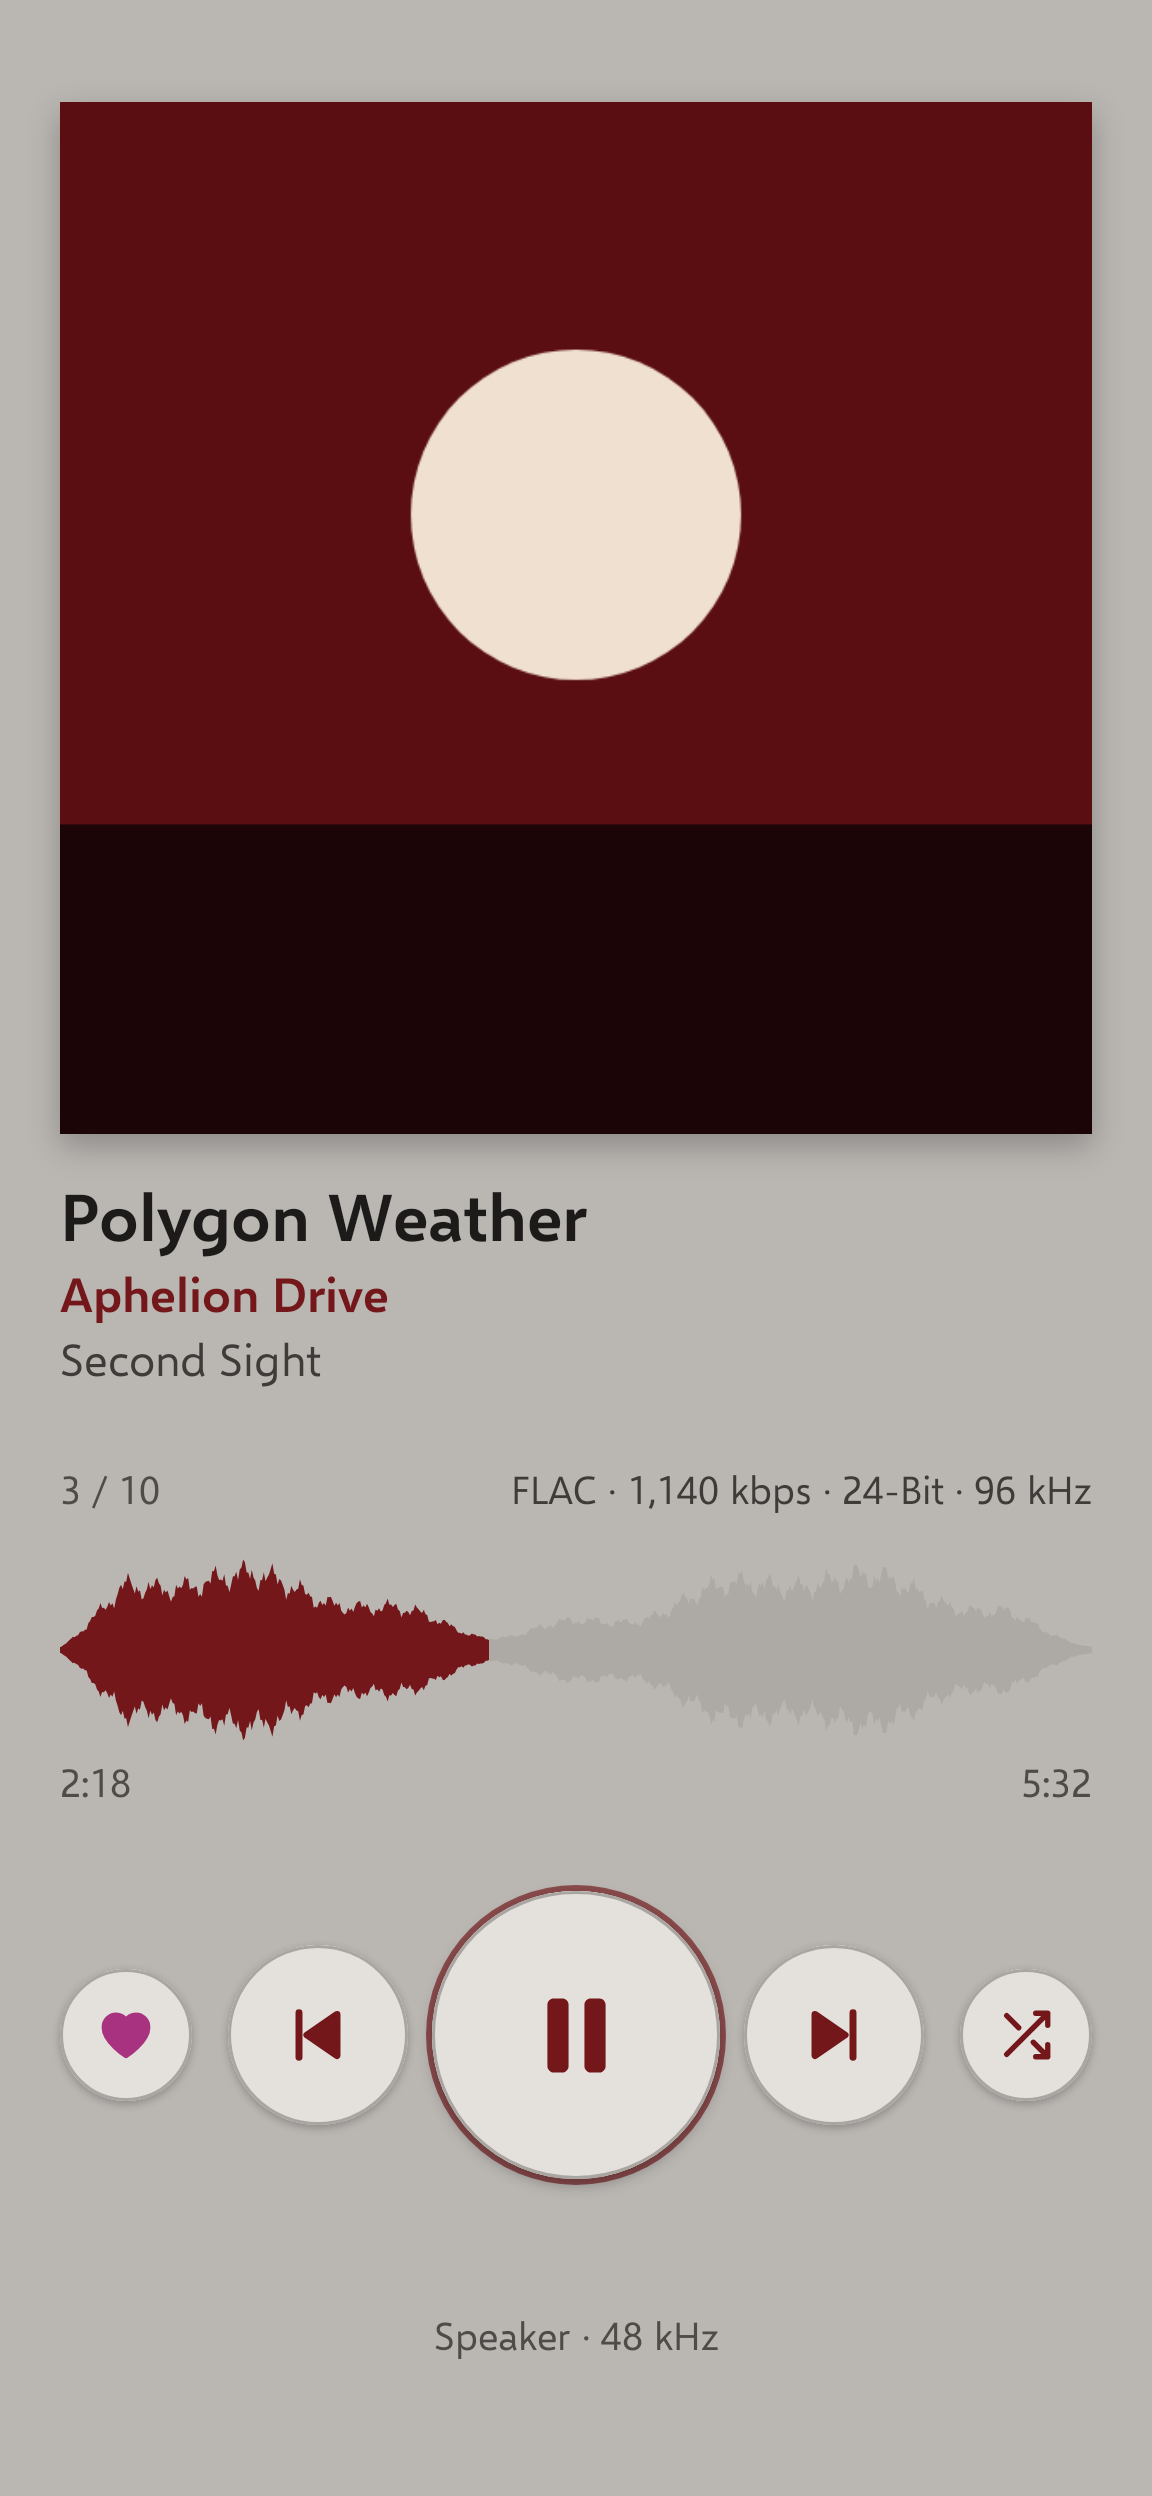 Polygon Weather
Aphelion Drive
Second Sight
3 / 10
FLAC · 1,140 kbps · 24-Bit · 96 kHz
2:18
5:32
Speaker · 48 kHz